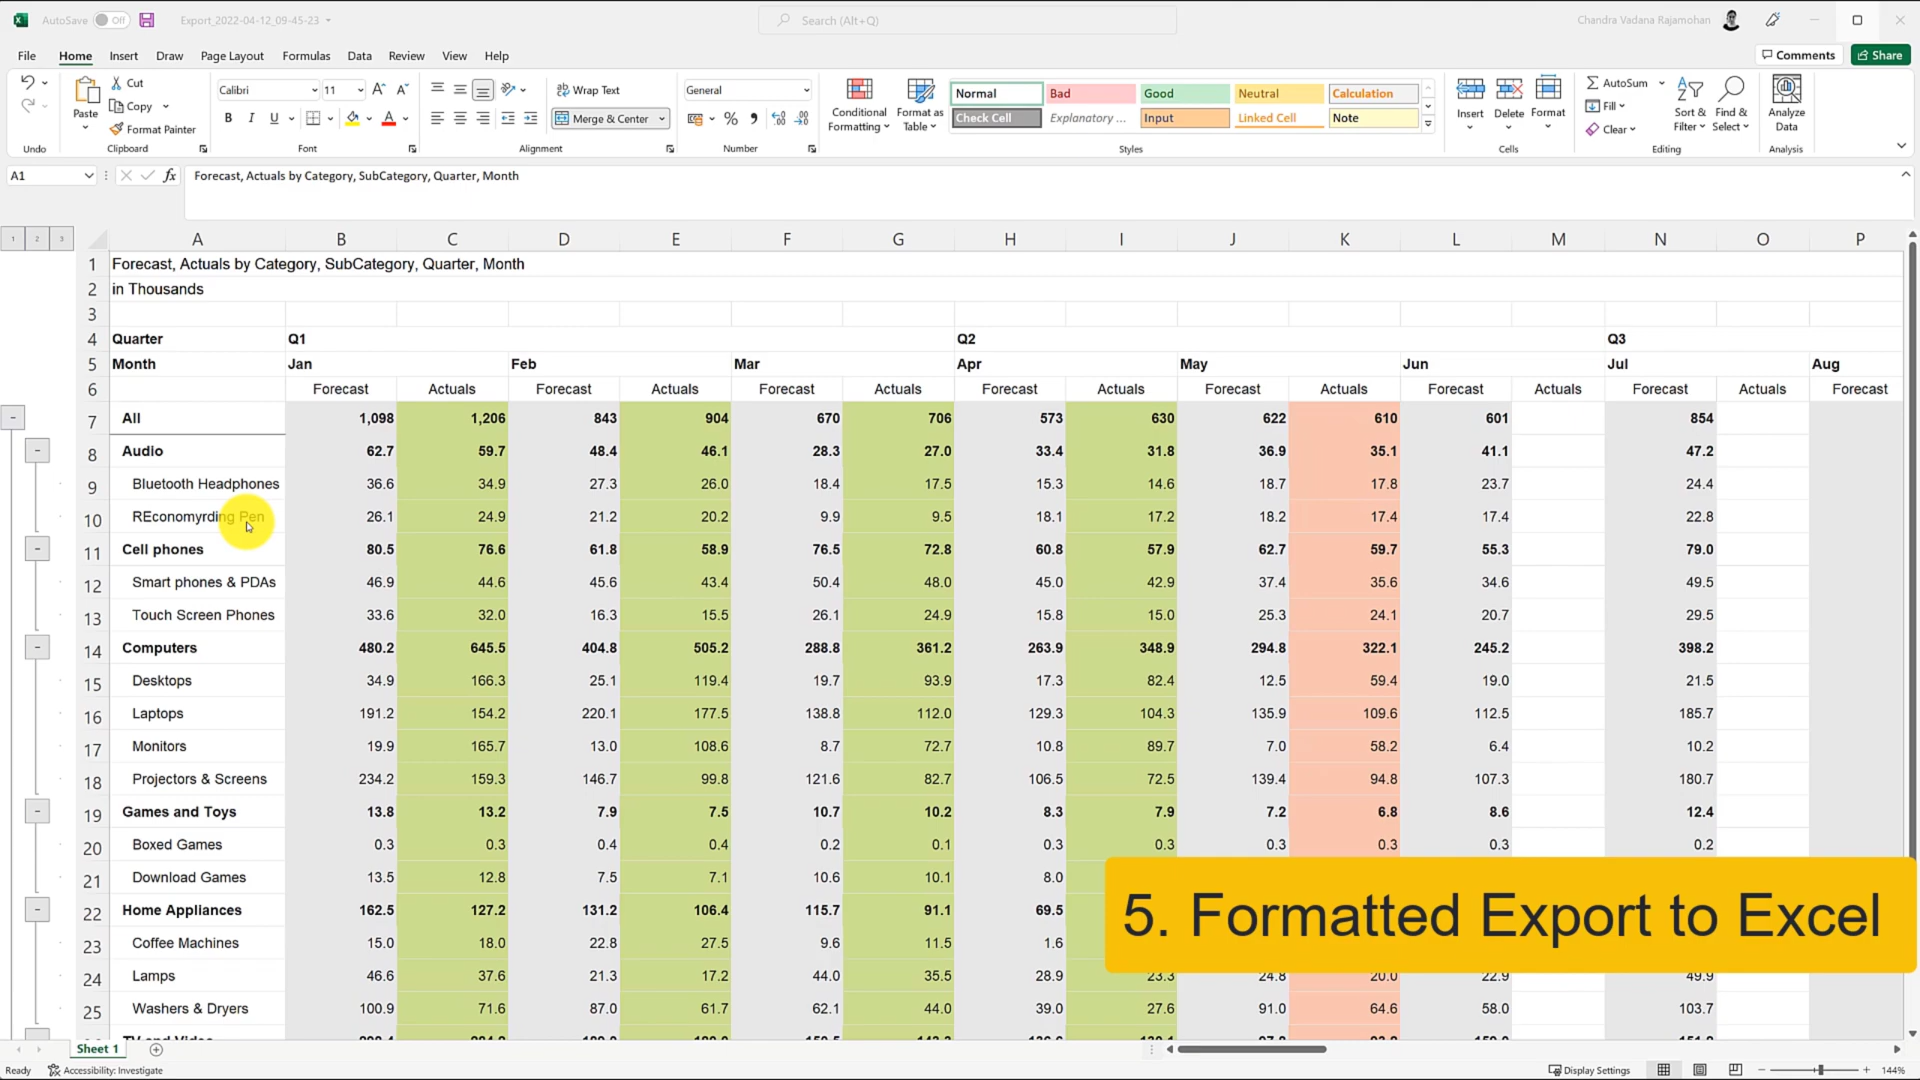 AutoSave Off Export_2022-04-12_09-45-23 Search (Alt+Q) Chandra Vadana Rajamohan
File Home Insert Draw Page Layout Formulas Data Review View Help Comments Share
Cut Calibri 11 Wrap Text General Normal Bad Good Neutral Calculation AutoSum
Paste Copy Conditional Formatting Format as Table Insert Delete Format Fill Sort & Filter Find & Select Analyze Data
Format Painter B I U Merge & Center % Check Cell Explanatory ... Input Linked Cell Note Clear
Undo Clipboard Font Alignment Number Styles Cells Editing Analysis
A1 fx Forecast, Actuals by Category, SubCategory, Quarter, Month
1 2 3 A B C D E F G H I J K L M N O P
1 Forecast, Actuals by Category, SubCategory, Quarter, Month
2 in Thousands
3
4 Quarter Q1 Q2 Q3
5 Month Jan Feb Mar Apr May Jun Jul Aug
6 Forecast Actuals Forecast Actuals Forecast Actuals Forecast Actuals Forecast Actuals Forecast Actuals Forecast Actuals Forecast
7 All 1,098 1,206 843 904 670 706 573 630 622 610 601 854
8 Audio 62.7 59.7 48.4 46.1 28.3 27.0 33.4 31.8 36.9 35.1 41.1 47.2
9 Bluetooth Headphones 36.6 34.9 27.3 26.0 18.4 17.5 15.3 14.6 18.7 17.8 23.7 24.4
10 REconomyrding Pen 26.1 24.9 21.2 20.2 9.9 9.5 18.1 17.2 18.2 17.4 17.4 22.8
11 Cell phones 80.5 76.6 61.8 58.9 76.5 72.8 60.8 57.9 62.7 59.7 55.3 79.0
12 Smart phones & PDAs 46.9 44.6 45.6 43.4 50.4 48.0 45.0 42.9 37.4 35.6 34.6 49.5
13 Touch Screen Phones 33.6 32.0 16.3 15.5 26.1 24.9 15.8 15.0 25.3 24.1 20.7 29.5
14 Computers 480.2 645.5 404.8 505.2 288.8 361.2 263.9 348.9 294.8 322.1 245.2 398.2
15 Desktops 34.9 166.3 25.1 119.4 19.7 93.9 17.3 82.4 12.5 59.4 19.0 21.5
16 Laptops 191.2 154.2 220.1 177.5 138.8 112.0 129.3 104.3 135.9 109.6 112.5 185.7
17 Monitors 19.9 165.7 13.0 108.6 8.7 72.7 10.8 89.7 7.0 58.2 6.4 10.2
18 Projectors & Screens 234.2 159.3 146.7 99.8 121.6 82.7 106.5 72.5 139.4 94.8 107.3 180.7
19 Games and Toys 13.8 13.2 7.9 7.5 10.7 10.2 8.3 7.9 7.2 6.8 8.6 12.4
20 Boxed Games 0.3 0.3 0.4 0.4 0.2 0.1 0.3 0.3 0.3 0.3 0.3 0.2
21 Download Games 13.5 12.8 7.5 7.1 10.6 10.1 8.0
22 Home Appliances 162.5 127.2 131.2 106.4 115.7 91.1 69.5
5. Formatted Export to Excel
23 Coffee Machines 15.0 18.0 22.8 27.5 9.6 11.5 1.6
24 Lamps 46.6 37.6 21.3 17.2 44.0 35.5 28.9 23.3 24.8 20.0 22.9 49.9
25 Washers & Dryers 100.9 71.6 87.0 61.7 62.1 44.0 39.0 27.6 91.0 64.6 58.0 103.7
TV and Video
Sheet 1
Ready Accessibility: Investigate Display Settings 144%